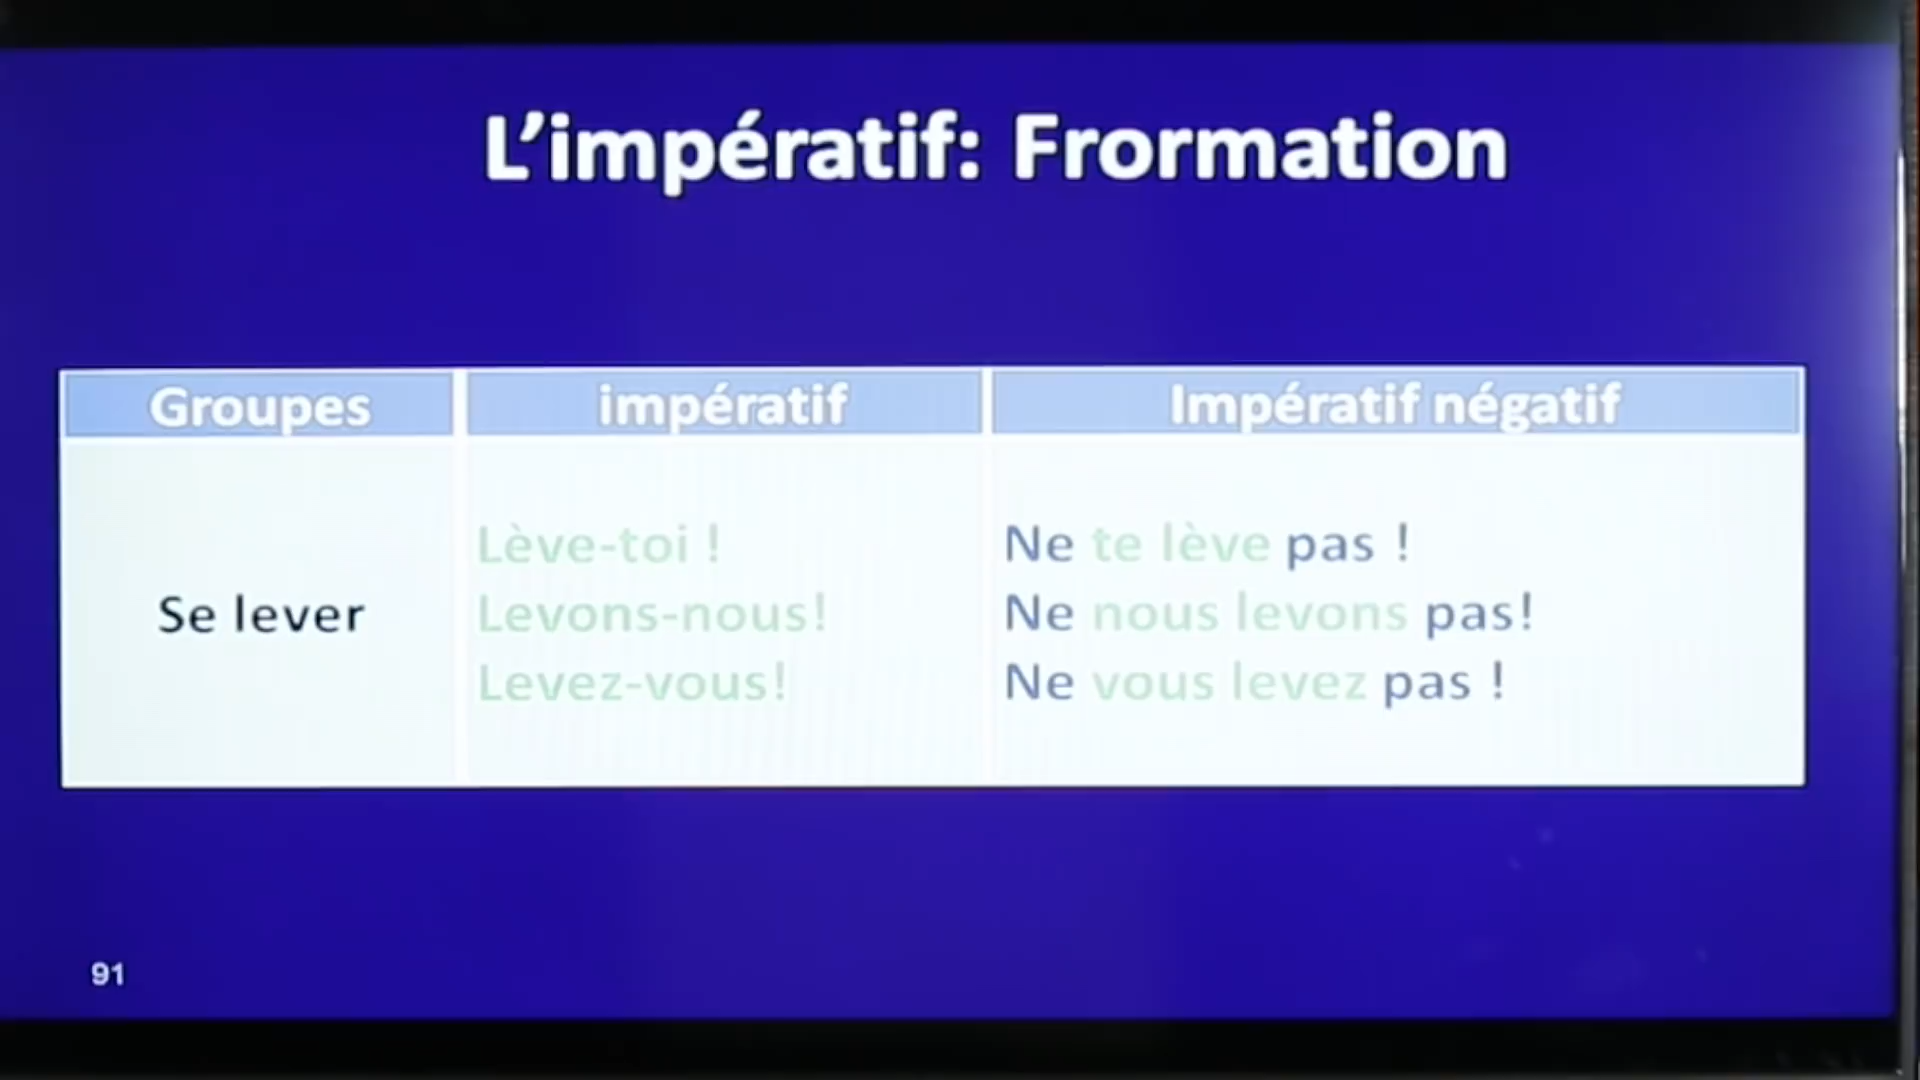 L’impératif: Frormation
Groupes impératif Impératif négatif
Se lever
Lève-toi !
Levons-nous!
Levez-vous!
Ne te lève pas !
Ne nous levons pas!
Ne vous levez pas !
91